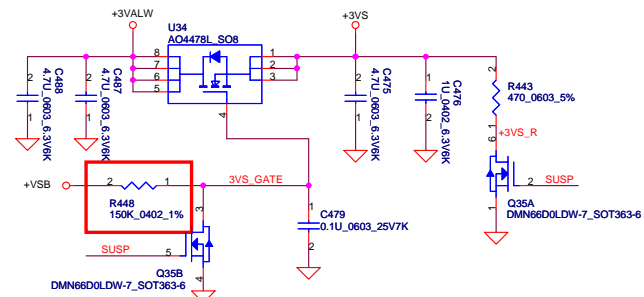 +3VALW
U34
AO4478L_SO8
+3VS
8
7
6
5
1
2
3
4
2
C488
4.7U_0603_6.3V6K
1
2
C487
4.7U_0603_6.3V6K
1
2
C475
4.7U_0603_6.3V6K
1
1
C476
1U_0402_6.3V6K
2
2
R443
470_0603_5%
1
+3VS_R
6
2
SUSP
1
Q35A
DMN66D0LDW-7_SOT363-6
+VSB
2
1
R448
150K_0402_1%
3VS_GATE
3
SUSP
5
4
Q35B
DMN66D0LDW-7_SOT363-6
1
C479
0.1U_0603_25V7K
2